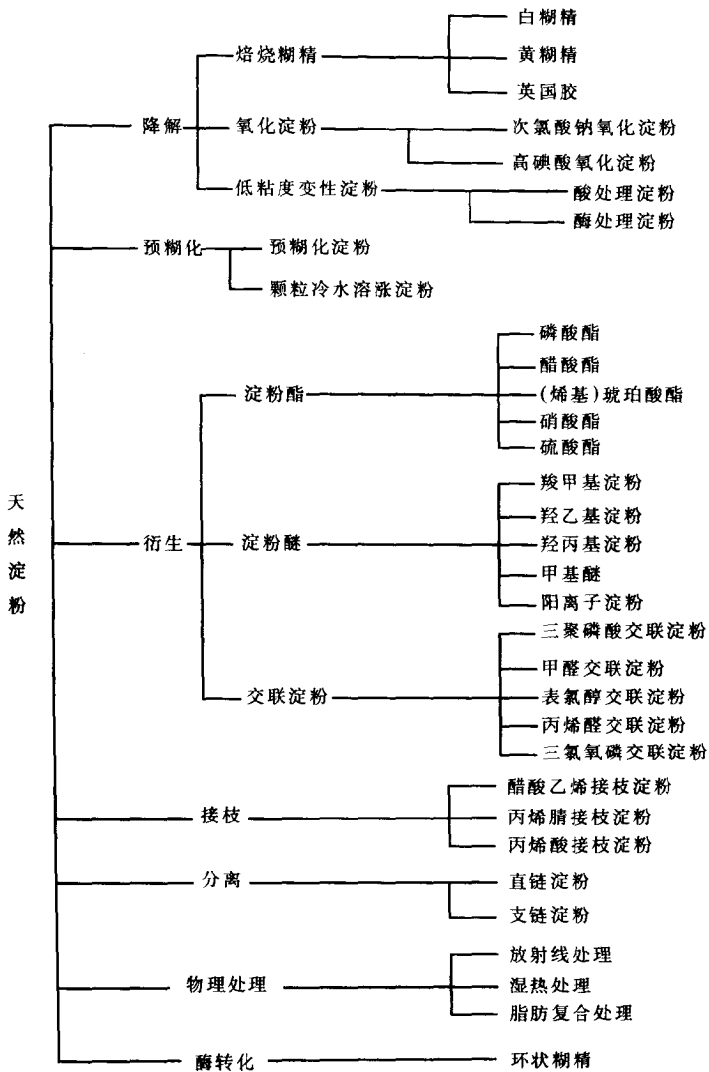 白糊精
焙烧糊精
黄糊精
英国胶
降解
氧化淀粉
次氯酸钠氧化淀粉
高碘酸氧化淀粉
低粘度变性淀粉
酸处理淀粉
酶处理淀粉
预糊化
预糊化淀粉
颗粒冷水溶涨淀粉
磷酸酯
醋酸酯
淀粉酯
(烯基)琥珀酸酯
硝酸酯
硫酸酯
天然淀粉
羧甲基淀粉
羟乙基淀粉
衍生
淀粉醚
羟丙基淀粉
甲基醚
阳离子淀粉
三聚磷酸交联淀粉
甲醛交联淀粉
交联淀粉
表氯醇交联淀粉
丙烯醛交联淀粉
三氯氧磷交联淀粉
醋酸乙烯接枝淀粉
接枝
丙烯腈接枝淀粉
丙烯酸接枝淀粉
分离
直链淀粉
支链淀粉
放射线处理
物理处理
湿热处理
脂肪复合处理
酶转化
环状糊精